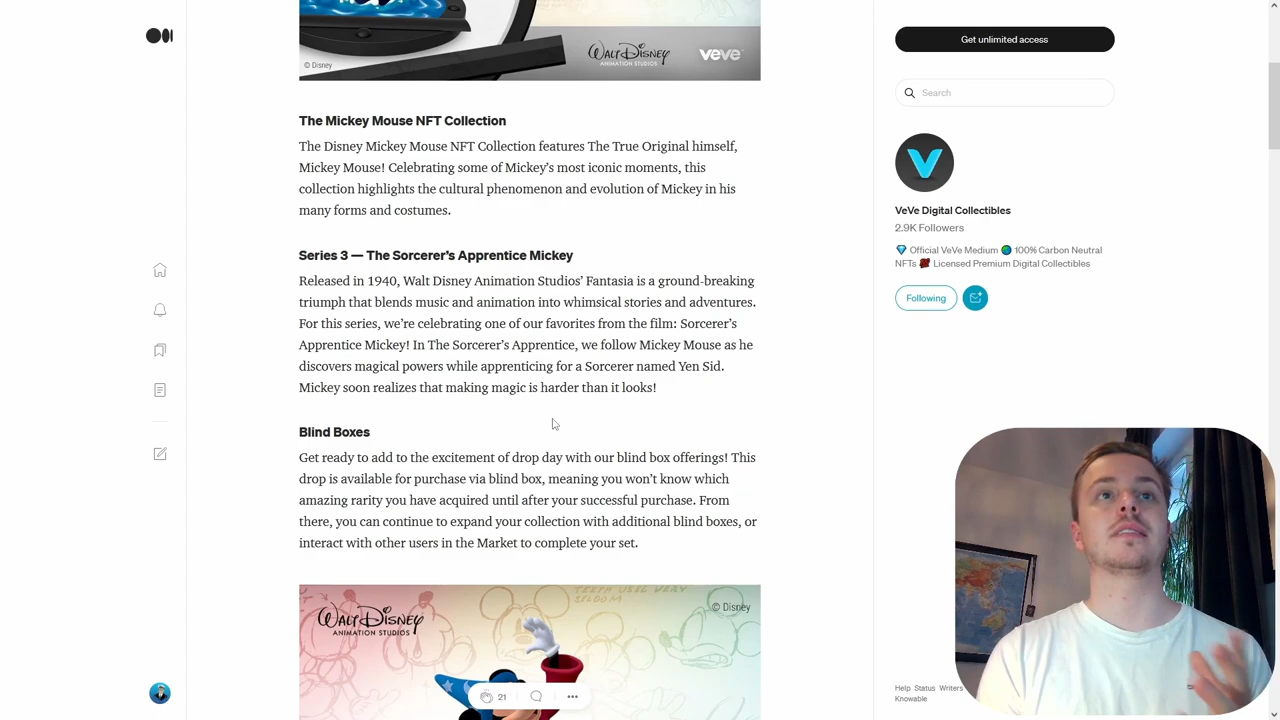 © Disney
WALT DISNEY
ANIMATION STUDIOS
veve
The Mickey Mouse NFT Collection
The Disney Mickey Mouse NFT Collection features The True Original himself,
Mickey Mouse! Celebrating some of Mickey’s most iconic moments, this
collection highlights the cultural phenomenon and evolution of Mickey in his
many forms and costumes.
Series 3 — The Sorcerer’s Apprentice Mickey
Released in 1940, Walt Disney Animation Studios’ Fantasia is a ground-breaking
triumph that blends music and animation into whimsical stories and adventures.
For this series, we’re celebrating one of our favorites from the film: Sorcerer’s
Apprentice Mickey! In The Sorcerer’s Apprentice, we follow Mickey Mouse as he
discovers magical powers while apprenticing for a Sorcerer named Yen Sid.
Mickey soon realizes that making magic is harder than it looks!
Blind Boxes
Get ready to add to the excitement of drop day with our blind box offerings! This
drop is available for purchase via blind box, meaning you won’t know which
amazing rarity you have acquired until after your successful purchase. From
there, you can continue to expand your collection with additional blind boxes, or
interact with other users in the Market to complete your set.
TEETH USED VERY
SELDOM
WALT DISNEY
ANIMATION STUDIOS
© Disney
21
Get unlimited access
Search
VeVe Digital Collectibles
2.9K Followers
Official VeVe Medium 100% Carbon Neutral
NFTs Licensed Premium Digital Collectibles
Following
Help Status Writers
Knowable